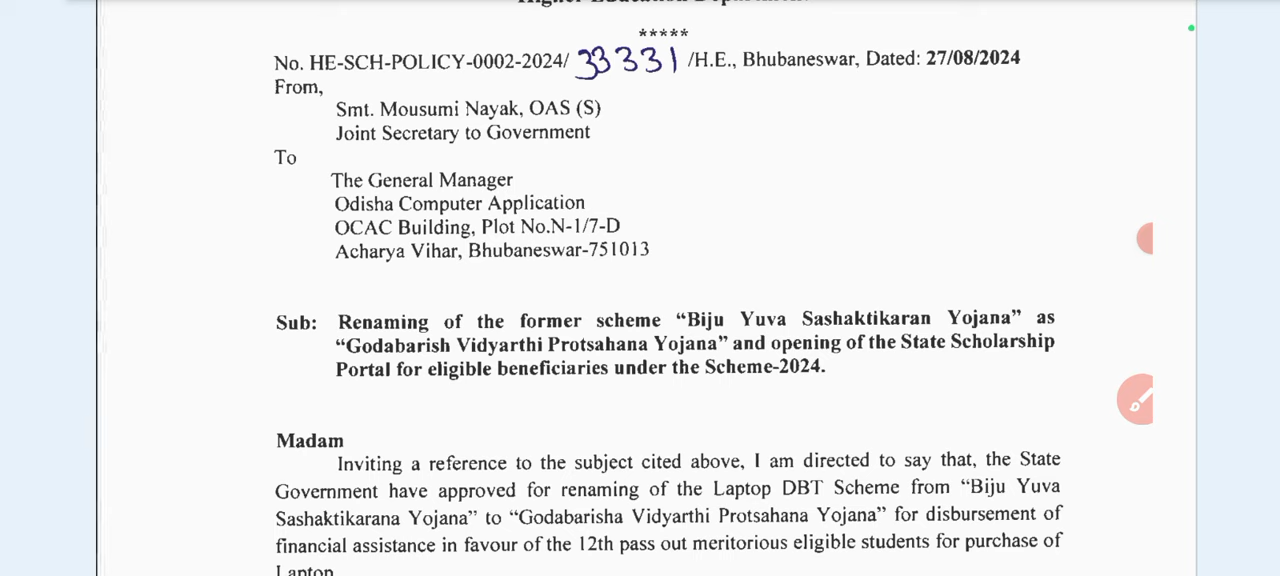 Higher Education Department
*****
No. HE-SCH-POLICY-0002-2024/ 33331 /H.E., Bhubaneswar, Dated: 27/08/2024
From,
Smt. Mousumi Nayak, OAS (S)
Joint Secretary to Government
To
The General Manager
Odisha Computer Application
OCAC Building, Plot No.N-1/7-D
Acharya Vihar, Bhubaneswar-751013
Sub: Renaming of the former scheme “Biju Yuva Sashaktikaran Yojana” as
“Godabarish Vidyarthi Protsahana Yojana” and opening of the State Scholarship
Portal for eligible beneficiaries under the Scheme-2024.
Madam
Inviting a reference to the subject cited above, I am directed to say that, the State
Government have approved for renaming of the Laptop DBT Scheme from “Biju Yuva
Sashaktikarana Yojana” to “Godabarisha Vidyarthi Protsahana Yojana” for disbursement of
financial assistance in favour of the 12th pass out meritorious eligible students for purchase of
Laptop